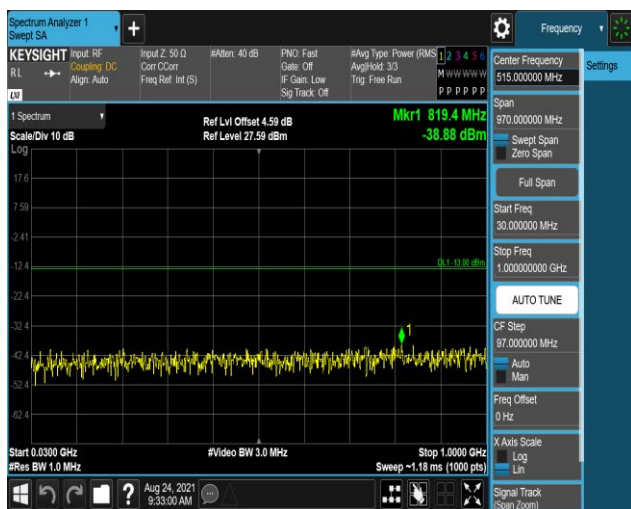 Spectrum Analyzer 1
Swept SA
+
Frequency
KEYSIGHT
RL
Input: RF
Coupling: DC
Align: Auto
Input Z: 50 Ω
Corr CCorr
Freq Ref: Int (S)
#Atten: 40 dB
PNO: Fast
Gate: Off
IF Gain: Low
Sig Track: Off
#Avg Type: Power (RMS
Avg|Hold: 3/3
Trig: Free Run
1 2 3 4 5 6
M W W W W W
P P P P P P
LXI
1 Spectrum
Scale/Div 10 dB
Log
Ref Lvl Offset 4.59 dB
Ref Level 27.59 dBm
Mkr1 819.4 MHz
-38.88 dBm
17.6
7.59
-2.41
-12.4
DL1 -13.00 dBm
-22.4
-32.4
1
-42.4
-52.4
-62.4
Start 0.0300 GHz
#Res BW 1.0 MHz
#Video BW 3.0 MHz
Stop 1.0000 GHz
Sweep ~1.18 ms (1000 pts)
?
Aug 24, 2021
9:33:00 AM
Center Frequency
515.000000 MHz
Settings
Span
970.000000 MHz
Swept Span
Zero Span
Full Span
Start Freq
30.000000 MHz
Stop Freq
1.000000000 GHz
AUTO TUNE
CF Step
97.000000 MHz
Auto
Man
Freq Offset
0 Hz
X Axis Scale
Log
Lin
Signal Track
(Span Zoom)